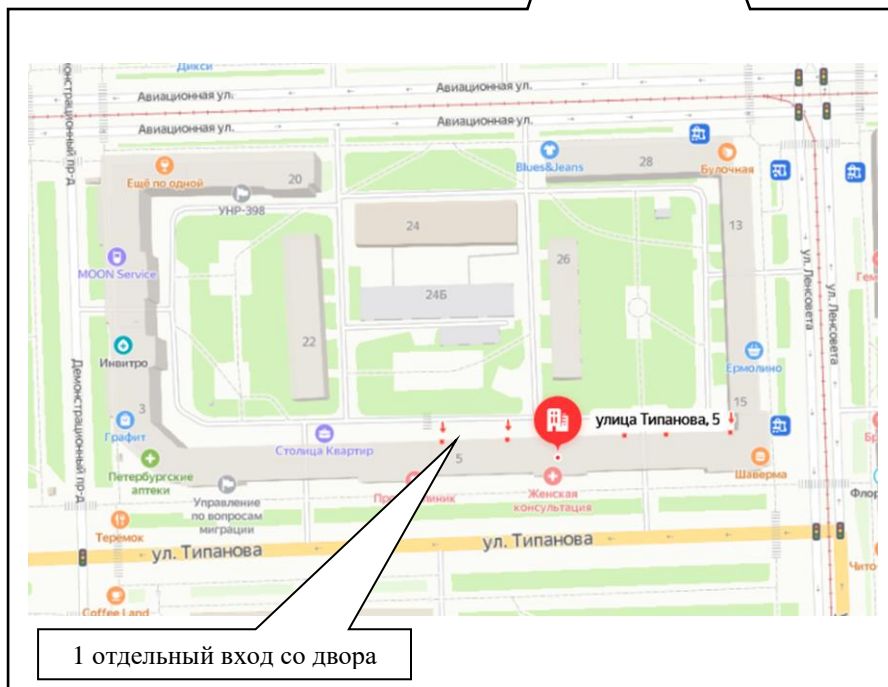 Дикси
Авиационная ул.
Авиационная ул.
Авиационная ул.
Авиационная ул.
Демонстрационный пр-д
Ещё по одной
20
УНР-398
Blues&Jeans
28
Булочная
24
13
MOON Service
26
24Б
ул. Ленсовета
ул. Ленсовета
22
Инвитро
Ермолино
3
15
Графит
улица Типанова, 5
Столица Квартир
5
Петербургские
аптеки
Управление
по вопросам
миграции
Женская
консультация
Шаверма
Теремок
ул. Типанова
ул. Типанова
Coffee Land
1 отдельный вход со двора